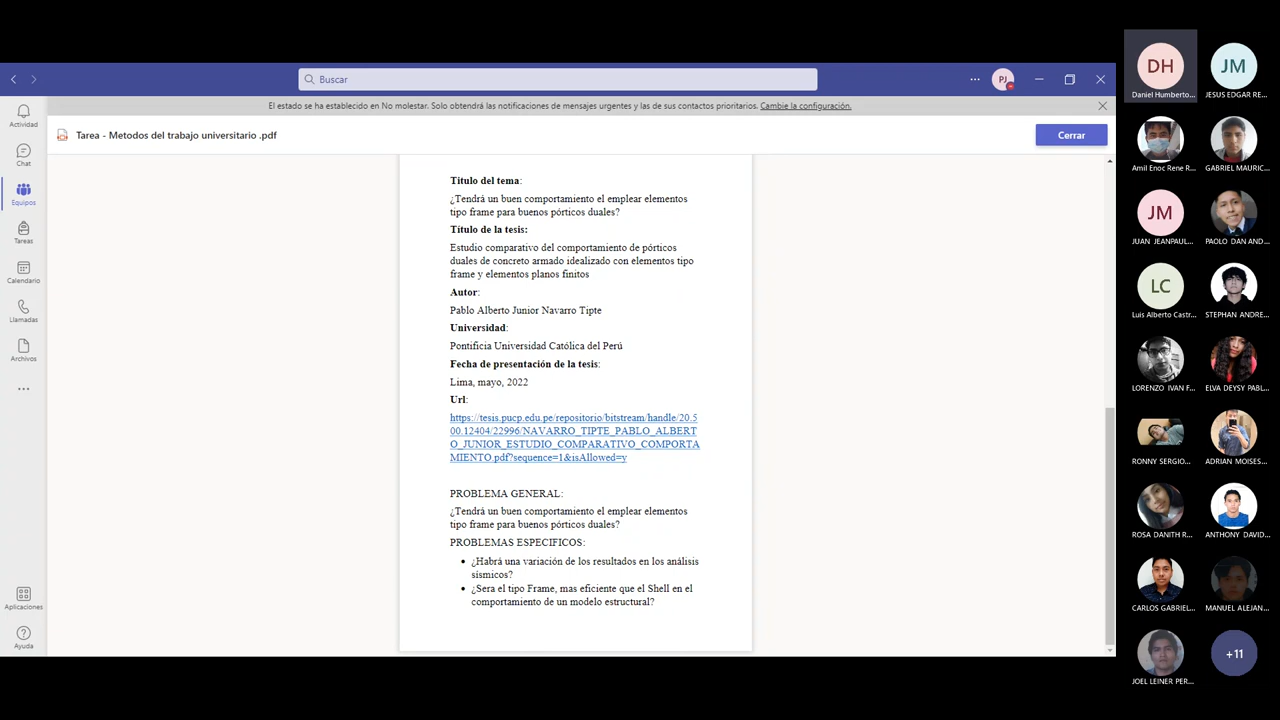 Buscar
PJ
El estado se ha establecido en No molestar. Solo obtendrá las notificaciones de mensajes urgentes y las de sus contactos prioritarios. Cambie la configuración.
Actividad
Chat
Equipos
Tareas
Calendario
Llamadas
Archivos
Aplicaciones
Ayuda
Tarea - Metodos del trabajo universitario .pdf
Cerrar
Título del tema:
¿Tendrá un buen comportamiento el emplear elementos
tipo frame para buenos pórticos duales?
Título de la tesis:
Estudio comparativo del comportamiento de pórticos
duales de concreto armado idealizado con elementos tipo
frame y elementos planos finitos
Autor:
Pablo Alberto Junior Navarro Tipte
Universidad:
Pontificia Universidad Católica del Perú
Fecha de presentación de la tesis:
Lima, mayo, 2022
Url:
https://tesis.pucp.edu.pe/repositorio/bitstream/handle/20.5
00.12404/22996/NAVARRO_TIPTE_PABLO_ALBERT
O_JUNIOR_ESTUDIO_COMPARATIVO_COMPORTA
MIENTO.pdf?sequence=1&isAllowed=y
PROBLEMA GENERAL:
¿Tendrá un buen comportamiento el emplear elementos
tipo frame para buenos pórticos duales?
PROBLEMAS ESPECIFICOS:
• ¿Habrá una variación de los resultados en los análisis
sísmicos?
• ¿Sera el tipo Frame, mas eficiente que el Shell en el
comportamiento de un modelo estructural?
DH
Daniel Humberto...
JM
JESUS EDGAR RE...
Amil Enoc Rene R...
GABRIEL MAURIC...
JM
JUAN JEANPAUL...
PAOLO DAN AND...
LC
Luis Alberto Castr...
STEPHAN ANDRE...
LORENZO IVAN F...
ELVA DEYSY PABL...
RONNY SERGIO...
ADRIAN MOISES...
ROSA DANITH R...
ANTHONY DAVID...
CARLOS GABRIEL...
MANUEL ALEJAN...
JOEL LEINER PER...
+11